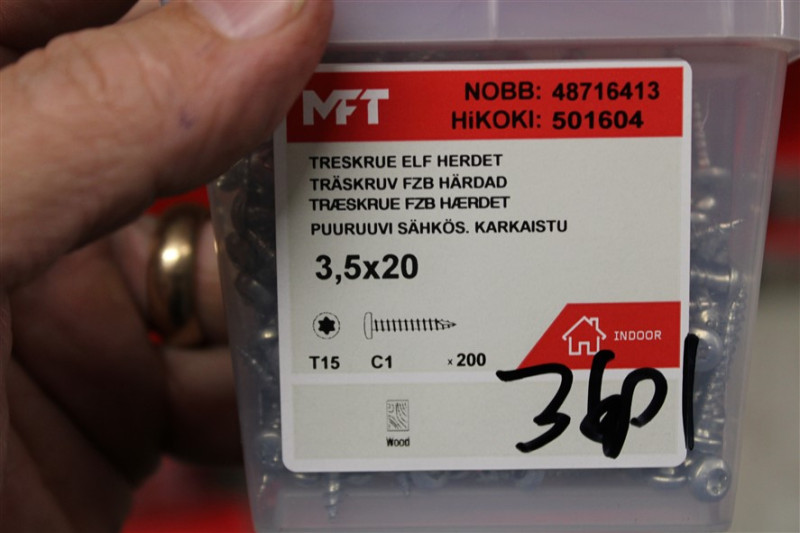 MFT
NOBB: 48716413
HiKOKI: 501604
TRESKRUE ELF HERDET
TRÄSKRUV FZB HÄRDAD
TRÆSKRUE FZB HÆRDET
PUURUUVI SÄHKÖS. KARKAISTU
3,5x20
INDOOR
T15 C1 x 200
Wood